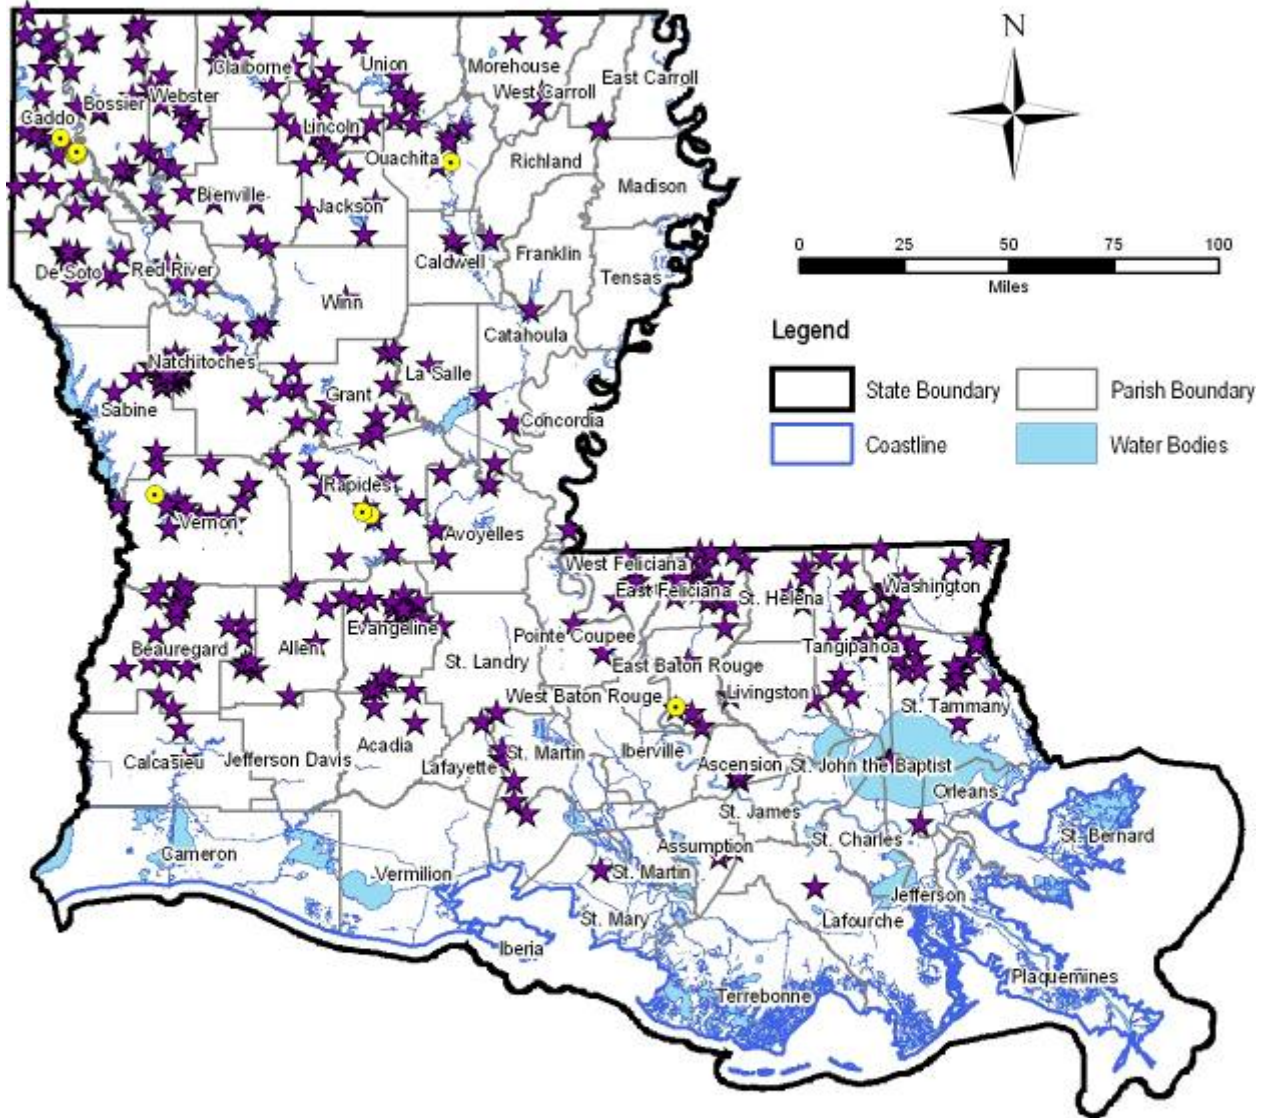 N
Claiborne
Union
Morehouse
East Carroll
West Carroll
Bossier
Webster
Caddo
Lincoln
Ouachita
Richland
Madison
Bienville
Jackson
De Soto
Red River
Caldwell
Franklin
Tensas
Winn
Catahoula
Natchitoches
La Salle
Grant
Sabine
Concordia
Rapides
Vernon
Avoyelles
0 25 50 75 100
Miles
Legend
State Boundary
Parish Boundary
Coastline
Water Bodies
West Feliciana
East Feliciana
St. Helena
Washington
Beauregard
Allen
Evangeline
Pointe Coupee
Tangipahoa
St. Landry
East Baton Rouge
West Baton Rouge
Livingston
St. Tammany
Calcasieu
Jefferson Davis
Acadia
Lafayette
St. Martin
Iberville
Ascension
St. John the Baptist
Orleans
St. James
St. Charles
St. Bernard
Cameron
Vermilion
Assumption
St. Martin
Jefferson
St. Mary
Lafourche
Iberia
Terrebonne
Plaquemines